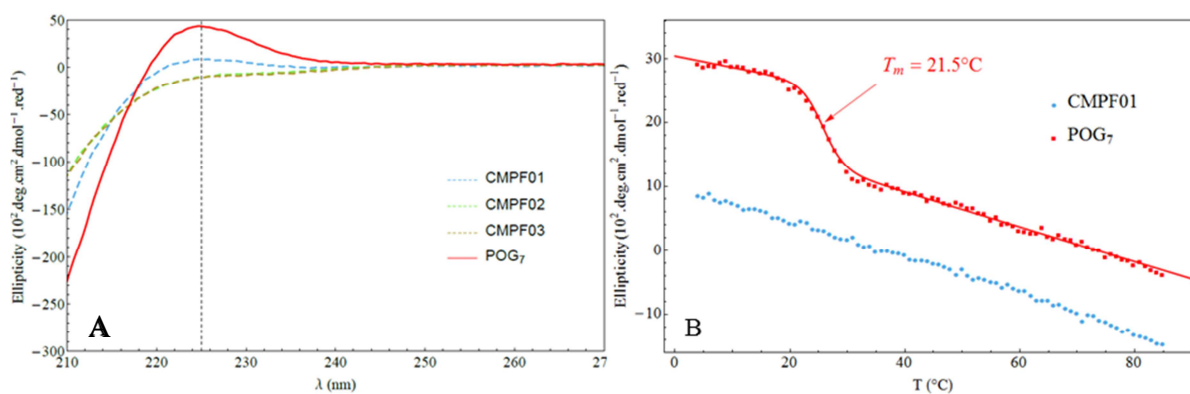 50
0
−50
−100
−150
−200
−250
−300
210
220
230
240
250
260
27
λ (nm)
Ellipticity (10².deg.cm².dmol⁻¹.red⁻¹)
CMPF01
CMPF02
CMPF03
POG₇
A
30
20
10
0
−10
0
20
40
60
80
T (°C)
Ellipticity (10².deg.cm².dmol⁻¹.red⁻¹)
Tₘ = 21.5°C
CMPF01
POG₇
B